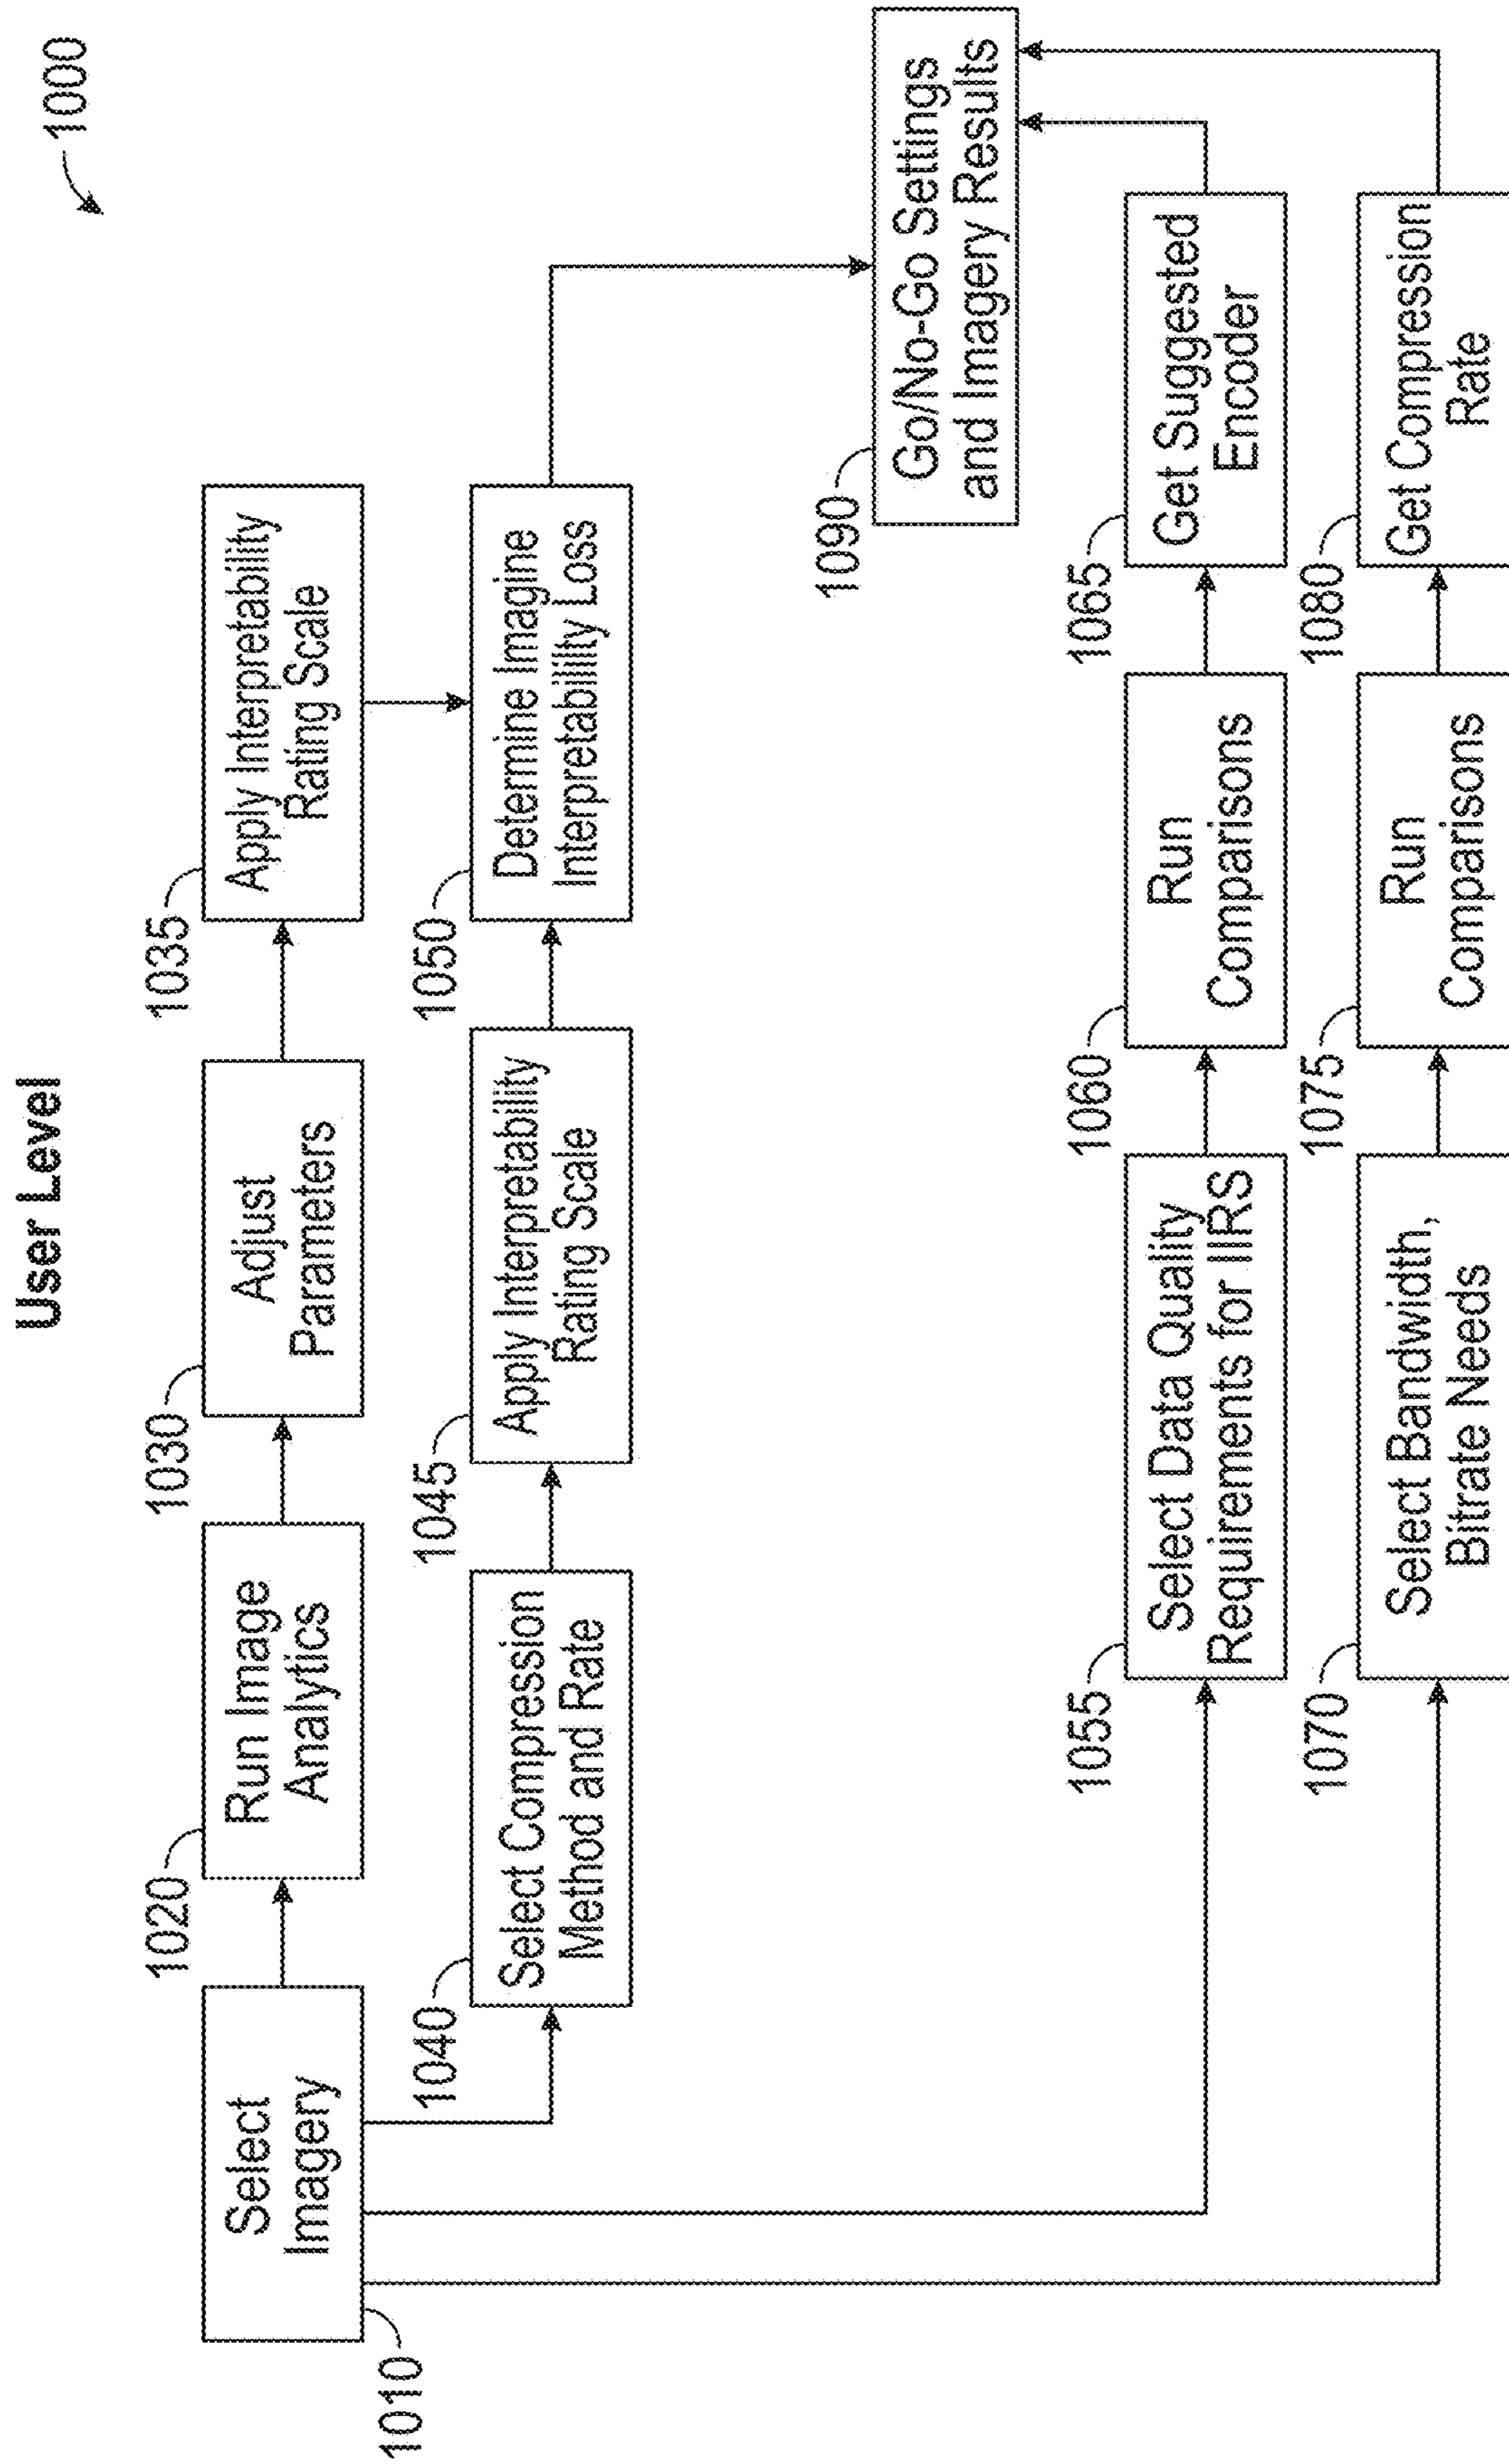 User Level
1000
1010
Select
Imagery
1020
Run Image
Analytics
1030
Adjust
Parameters
1035
Apply Interpretability
Rating Scale
1040
Select Compression
Method and Rate
1045
Apply Interpretability
Rating Scale
1050
Determine Imagine
Interpretability Loss
1090
Go/No-Go Settings
and Imagery Results
1055
Select Data Quality
Requirements for IIRS
1060
Run
Comparisons
1065
Get Suggested
Encoder
1070
Select Bandwidth,
Bitrate Needs
1075
Run
Comparisons
1080
Get Compression
Rate